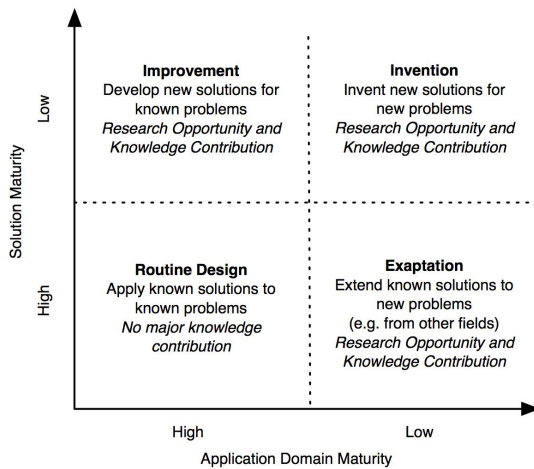 Improvement
Develop new solutions for
known problems
Research Opportunity and
Knowledge Contribution
Invention
Invent new solutions for
new problems
Research Opportunity and
Knowledge Contribution
Low
Solution Maturity
High
Routine Design
Apply known solutions to
known problems
No major knowledge
contribution
Exaptation
Extend known solutions to
new problems
(e.g. from other fields)
Research Opportunity and
Knowledge Contribution
High
Low
Application Domain Maturity